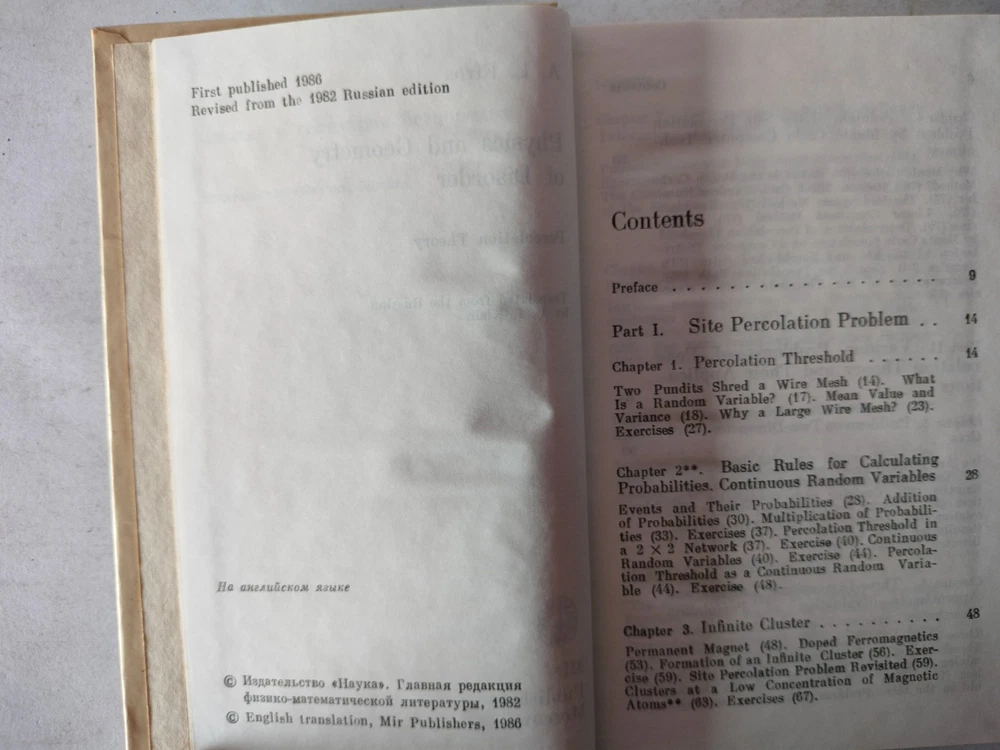 First published 1986
Revised from the 1982 Russian edition
На английском языке
© Издательство «Наука». Главная редакция
физико-математической литературы, 1982
© English translation, Mir Publishers, 1986
Contents
Preface . . . . . . . . . . . . . . . . . . . 9
Part I. Site Percolation Problem . . 14
Chapter 1. Percolation Threshold . . . . . . 14
Two Pundits Shred a Wire Mesh (14). What
Is a Random Variable? (17). Mean Value and
Variance (18). Why a Large Wire Mesh? (23).
Exercises (27).
Chapter 2**. Basic Rules for Calculating
Probabilities. Continuous Random Variables 28
Events and Their Probabilities (28). Addition
of Probabilities (30). Multiplication of Probabili-
ties (33). Exercises (37). Percolation Threshold in
a 2 × 2 Network (37). Exercise (40). Continuous
Random Variables (40). Exercise (44). Percola-
tion Threshold as a Continuous Random Varia-
ble (44). Exercise (48).
Chapter 3. Infinite Cluster . . . . . . . . . . 48
Permanent Magnet (48). Doped Ferromagnetics
(53). Formation of an Infinite Cluster (56). Exer-
cise (59). Site Percolation Problem Revisited (59).
Clusters at a Low Concentration of Magnetic
Atoms** (63). Exercises (67).